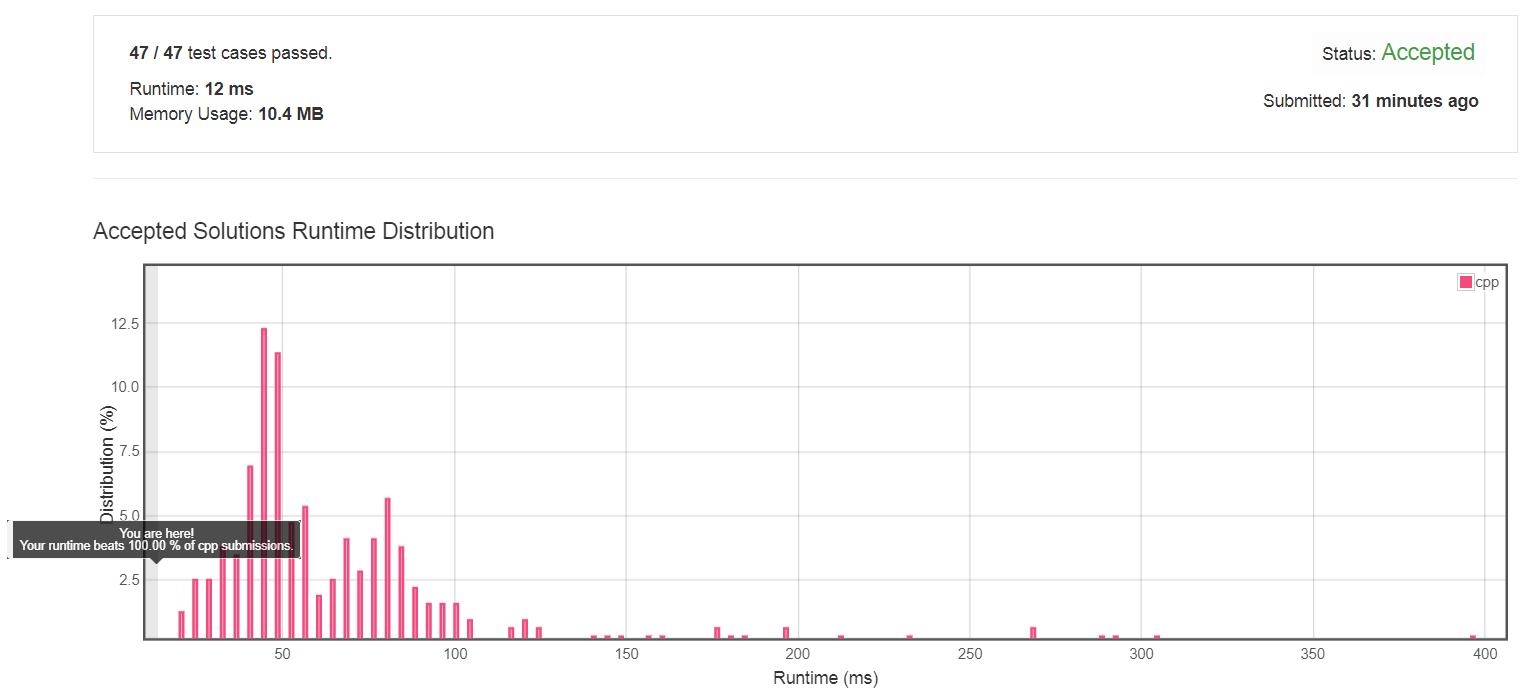 47 / 47 test cases passed.
Status: Accepted
Runtime: 12 ms
Memory Usage: 10.4 MB
Submitted: 31 minutes ago
Accepted Solutions Runtime Distribution
cpp
12.5
10.0
7.5
5.0
2.5
Distribution (%)
You are here!
Your runtime beats 100.00 % of cpp submissions.
50
100
150
200
250
300
350
400
Runtime (ms)